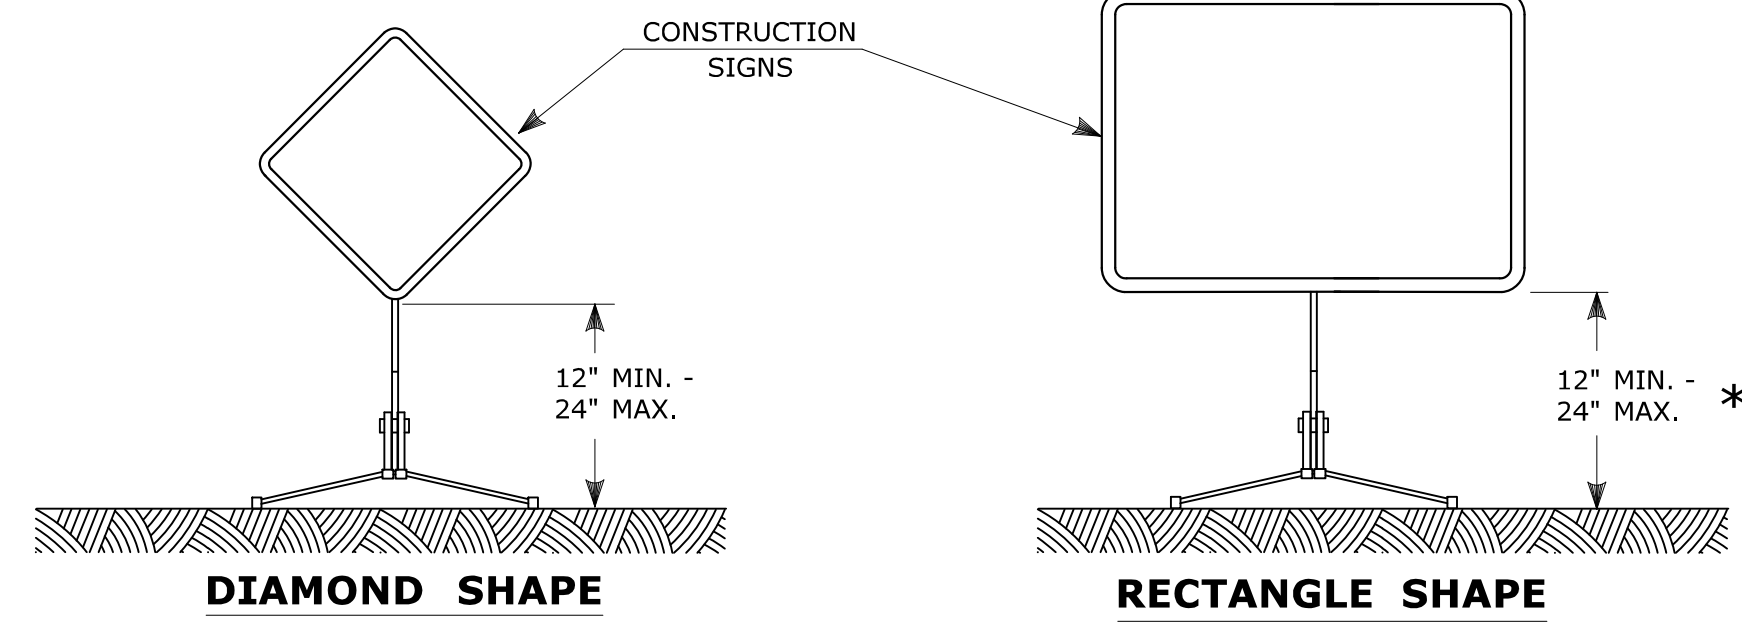 CONSTRUCTION
SIGNS
12" MIN. -
24" MAX.
12" MIN. -
24" MAX. *
DIAMOND SHAPE
RECTANGLE SHAPE